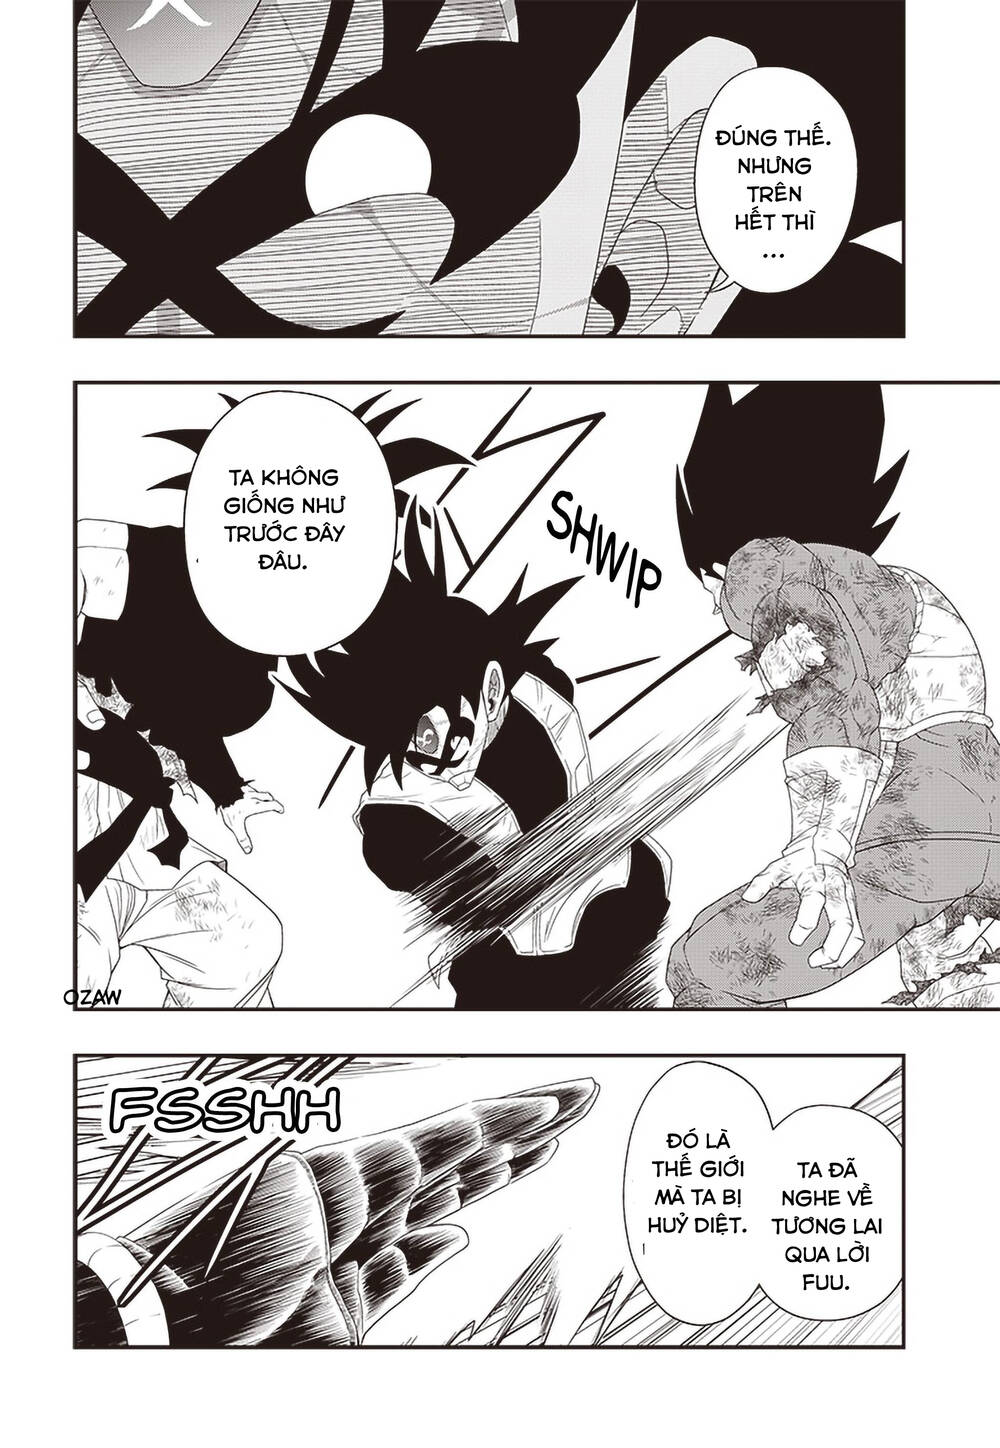 ĐÚNG THẾ.
NHƯNG
TRÊN
HẾT THÌ
...
TA KHÔNG
GIỐNG NHƯ
TRƯỚC ĐÂY
ĐÂU.
SHWIP
OZAW
FSSHH
TA ĐÃ
NGHE VỀ
TƯƠNG LAI
QUA LỜI
FUU.
ĐÓ LÀ
THẾ GIỚI
MÀ TA BỊ
HUỶ DIỆT.